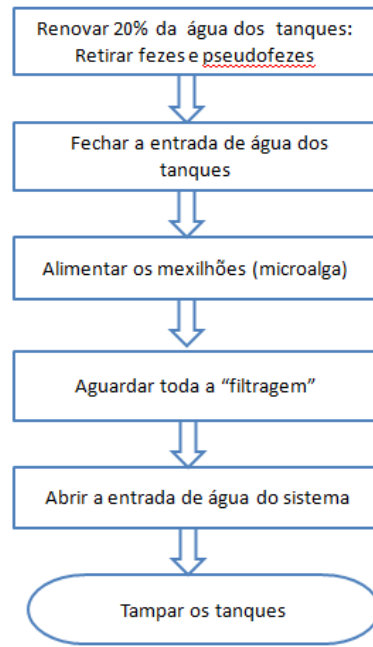 Renovar 20% da água dos tanques:
Retirar fezes e pseudofezes
Fechar a entrada de água dos
tanques
Alimentar os mexilhões (microalga)
Aguardar toda a “filtragem”
Abrir a entrada de água do sistema
Tampar os tanques